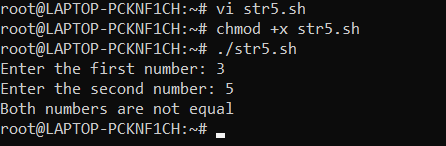 root@LAPTOP-PCKNF1CH:~# vi str5.sh
root@LAPTOP-PCKNF1CH:~# chmod +x str5.sh
root@LAPTOP-PCKNF1CH:~# ./str5.sh
Enter the first number: 3
Enter the second number: 5
Both numbers are not equal
root@LAPTOP-PCKNF1CH:~#